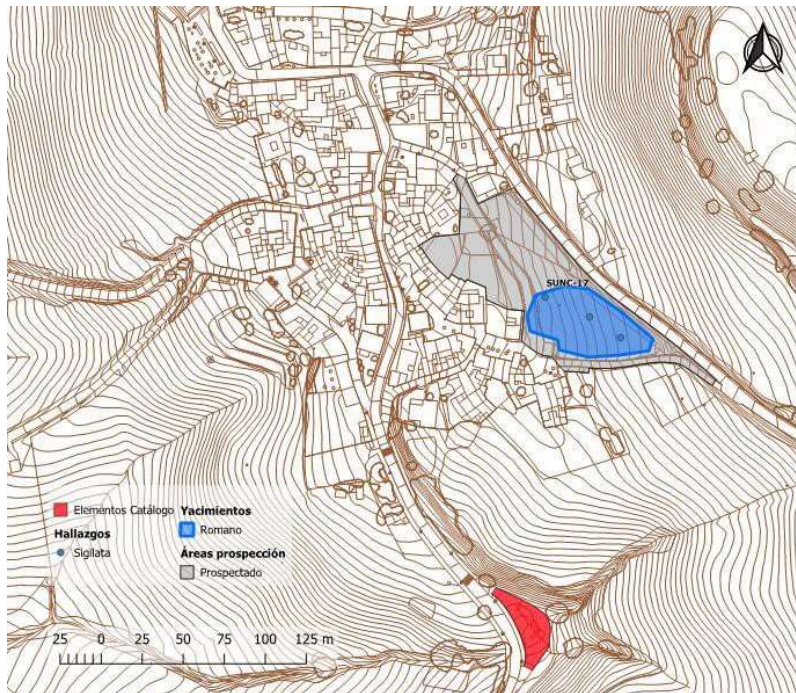 SUNC-17
Elementos Catálogo
Hallazgos
Sigilata
Yacimientos
Romano
Áreas prospección
Prospectado
25 0 25 50 75 100 125 m